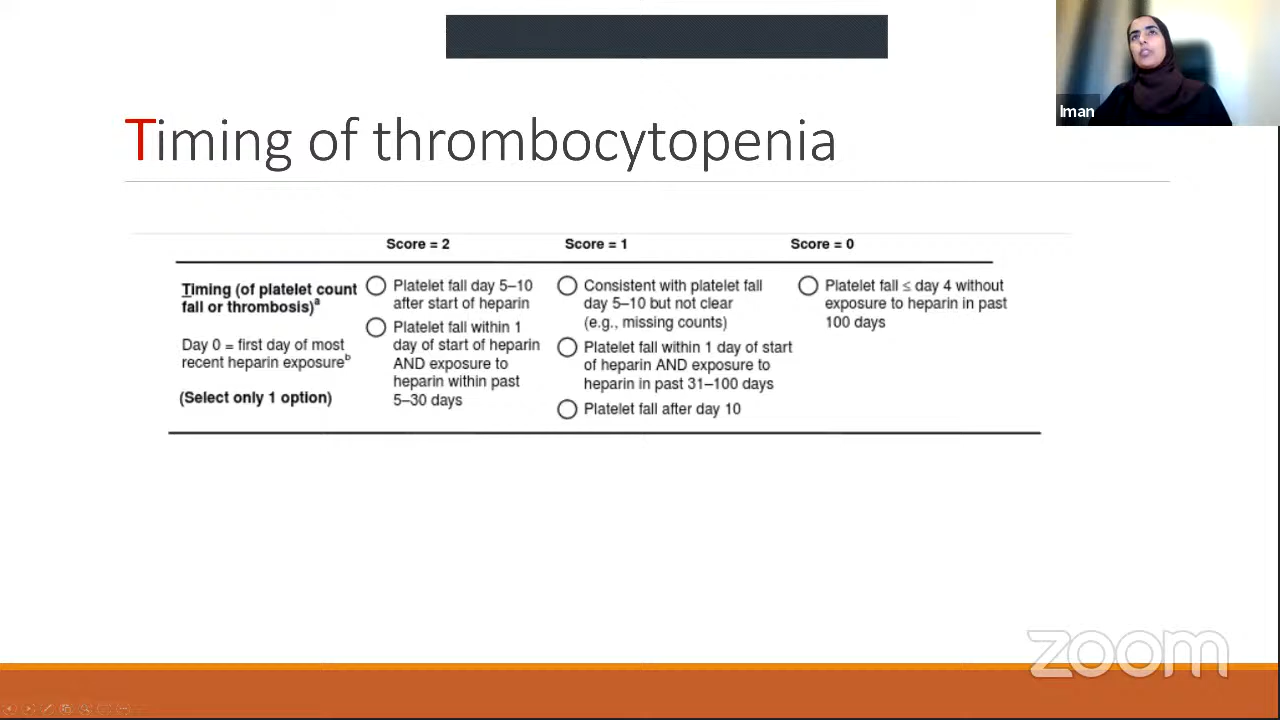 Iman
Timing of thrombocytopenia
Score = 2 Score = 1 Score = 0
Timing (of platelet count
fall or thrombosis)a
Day 0 = first day of most
recent heparin exposureb
(Select only 1 option)
Platelet fall day 5–10
after start of heparin
Platelet fall within 1
day of start of heparin
AND exposure to
heparin within past
5–30 days
Consistent with platelet fall
day 5–10 but not clear
(e.g., missing counts)
Platelet fall within 1 day of start
of heparin AND exposure to
heparin in past 31–100 days
Platelet fall after day 10
Platelet fall ≤ day 4 without
exposure to heparin in past
100 days
zoom